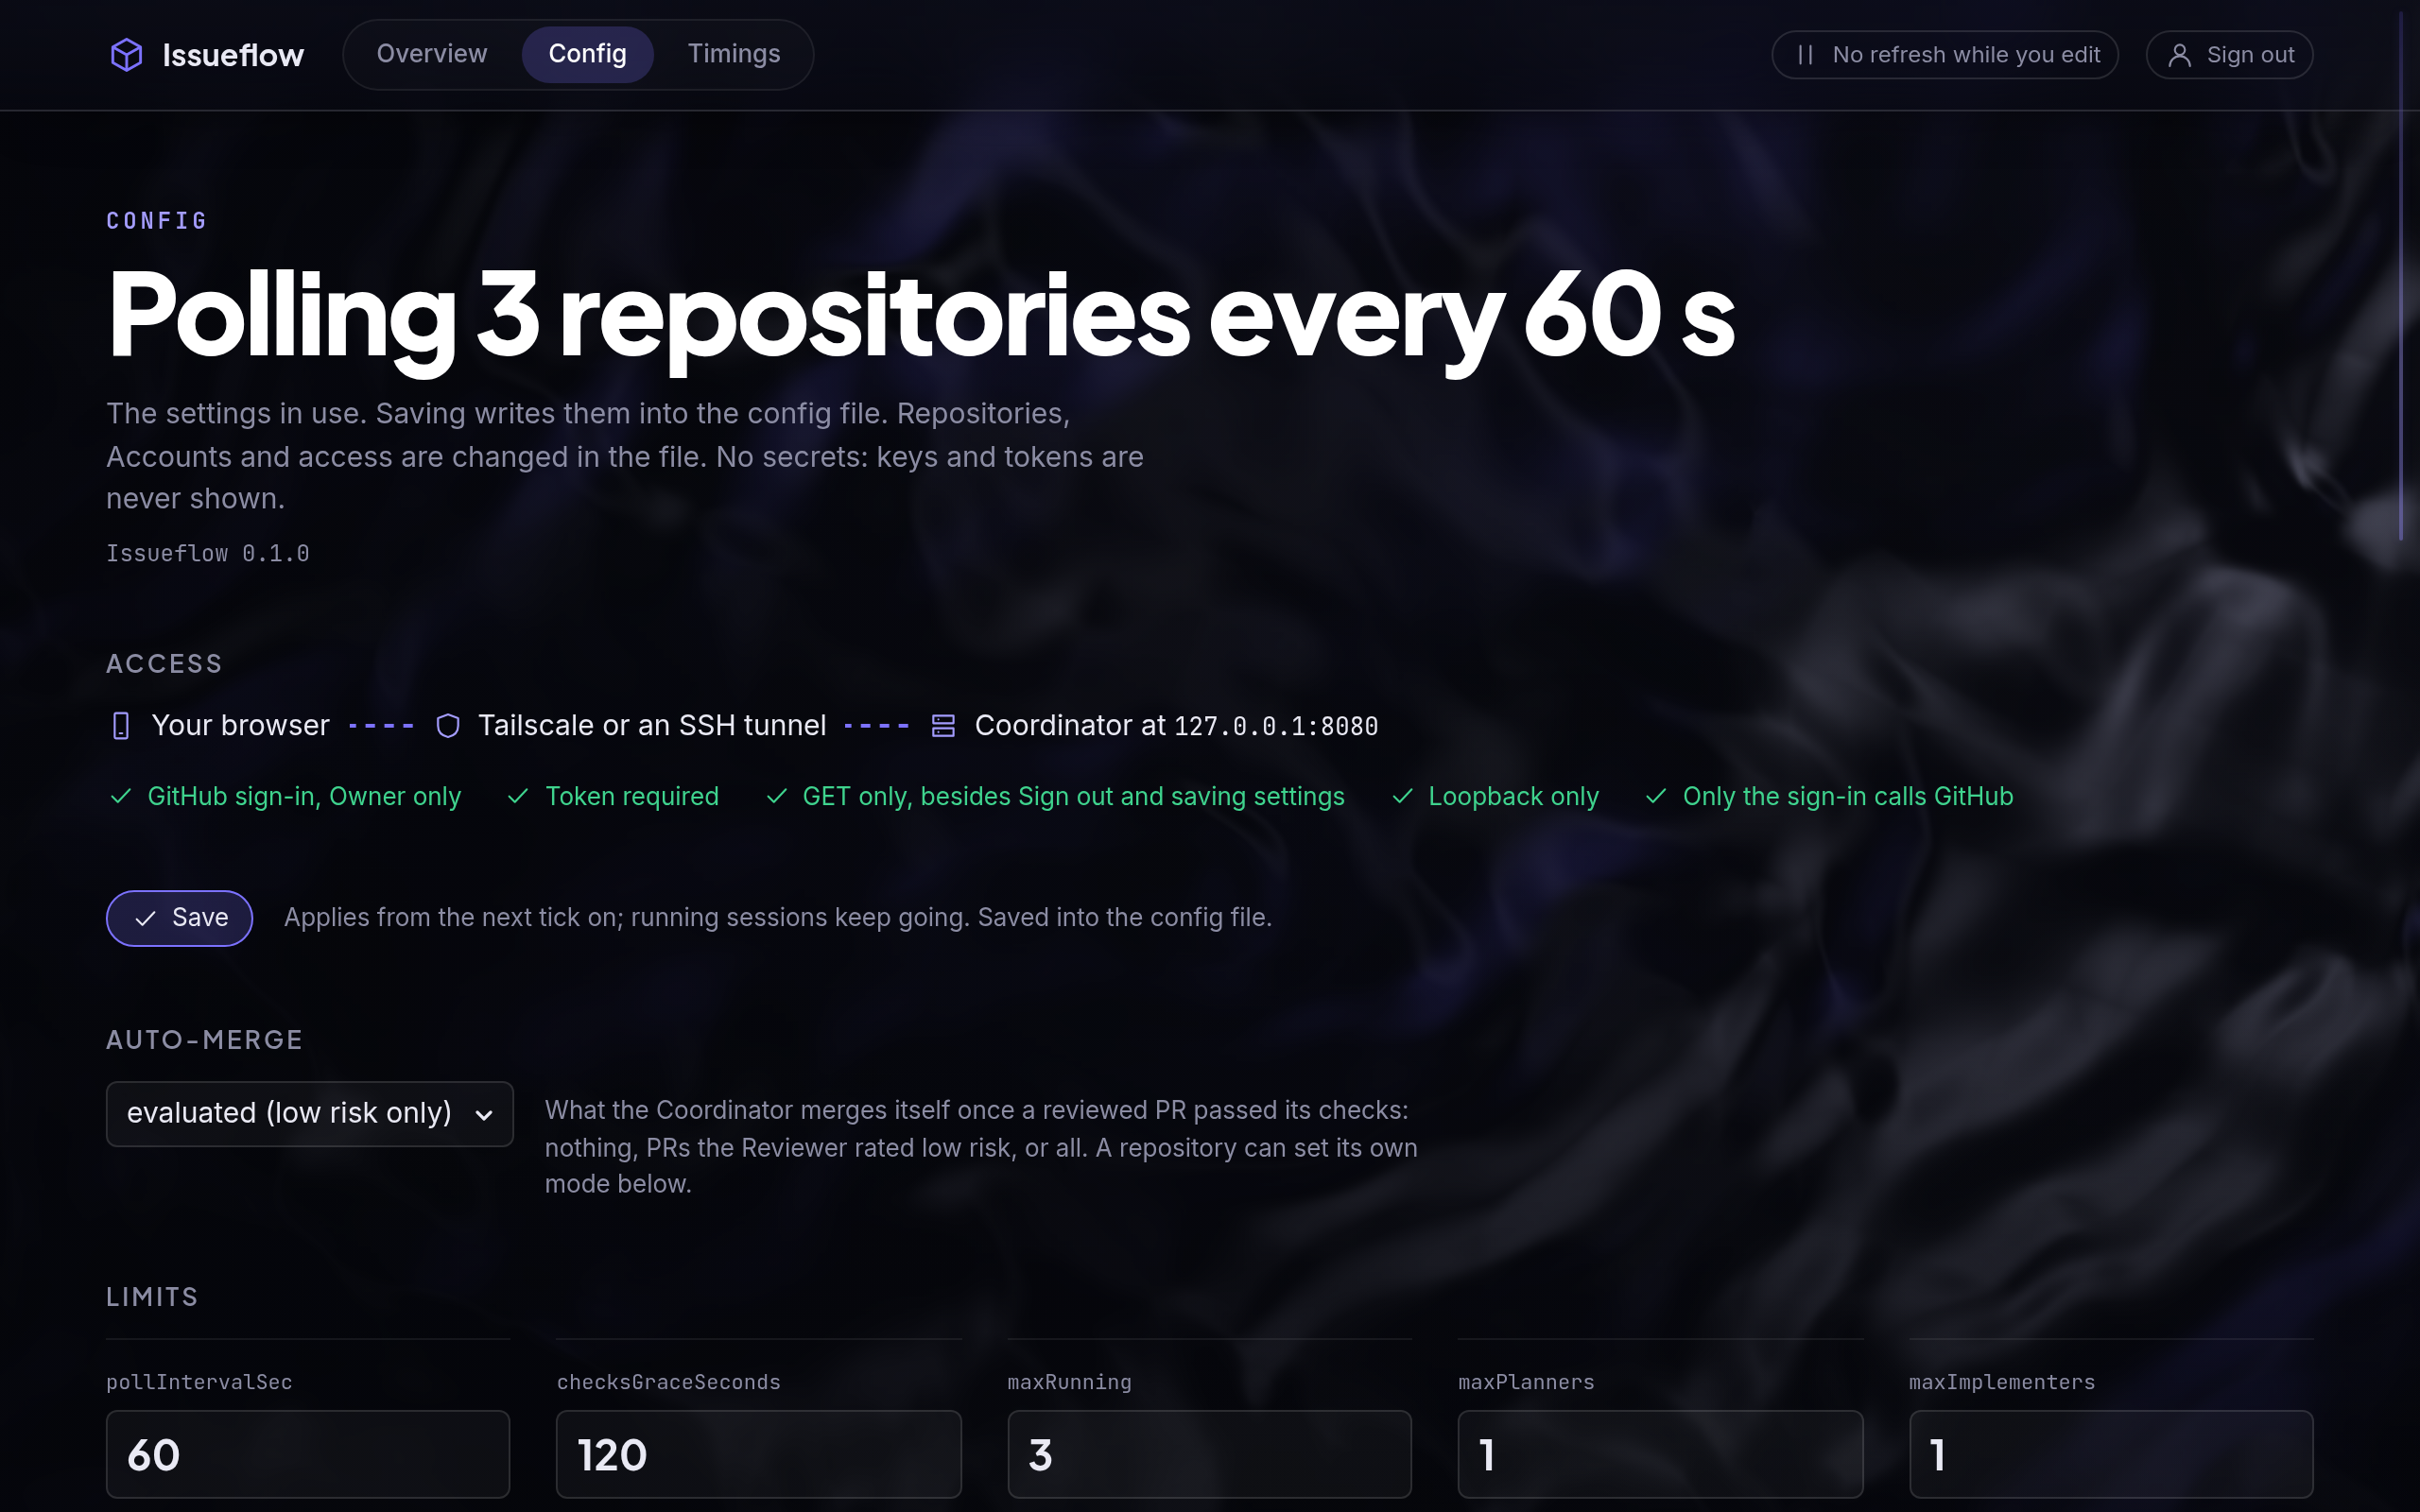 Issueflow
Overview
Config
Timings
No refresh while you edit
Sign out
CONFIG
Polling 3 repositories every 60 s
The settings in use. Saving writes them into the config file. Repositories,
Accounts and access are changed in the file. No secrets: keys and tokens are
never shown.
Issueflow 0.1.0
ACCESS
Your browser
Tailscale or an SSH tunnel
Coordinator at 127.0.0.1:8080
GitHub sign-in, Owner only
Token required
GET only, besides Sign out and saving settings
Loopback only
Only the sign-in calls GitHub
Save
Applies from the next tick on; running sessions keep going. Saved into the config file.
AUTO-MERGE
evaluated (low risk only)
What the Coordinator merges itself once a reviewed PR passed its checks:
nothing, PRs the Reviewer rated low risk, or all. A repository can set its own
mode below.
LIMITS
pollIntervalSec
checksGraceSeconds
maxRunning
maxPlanners
maxImplementers
60
120
3
1
1